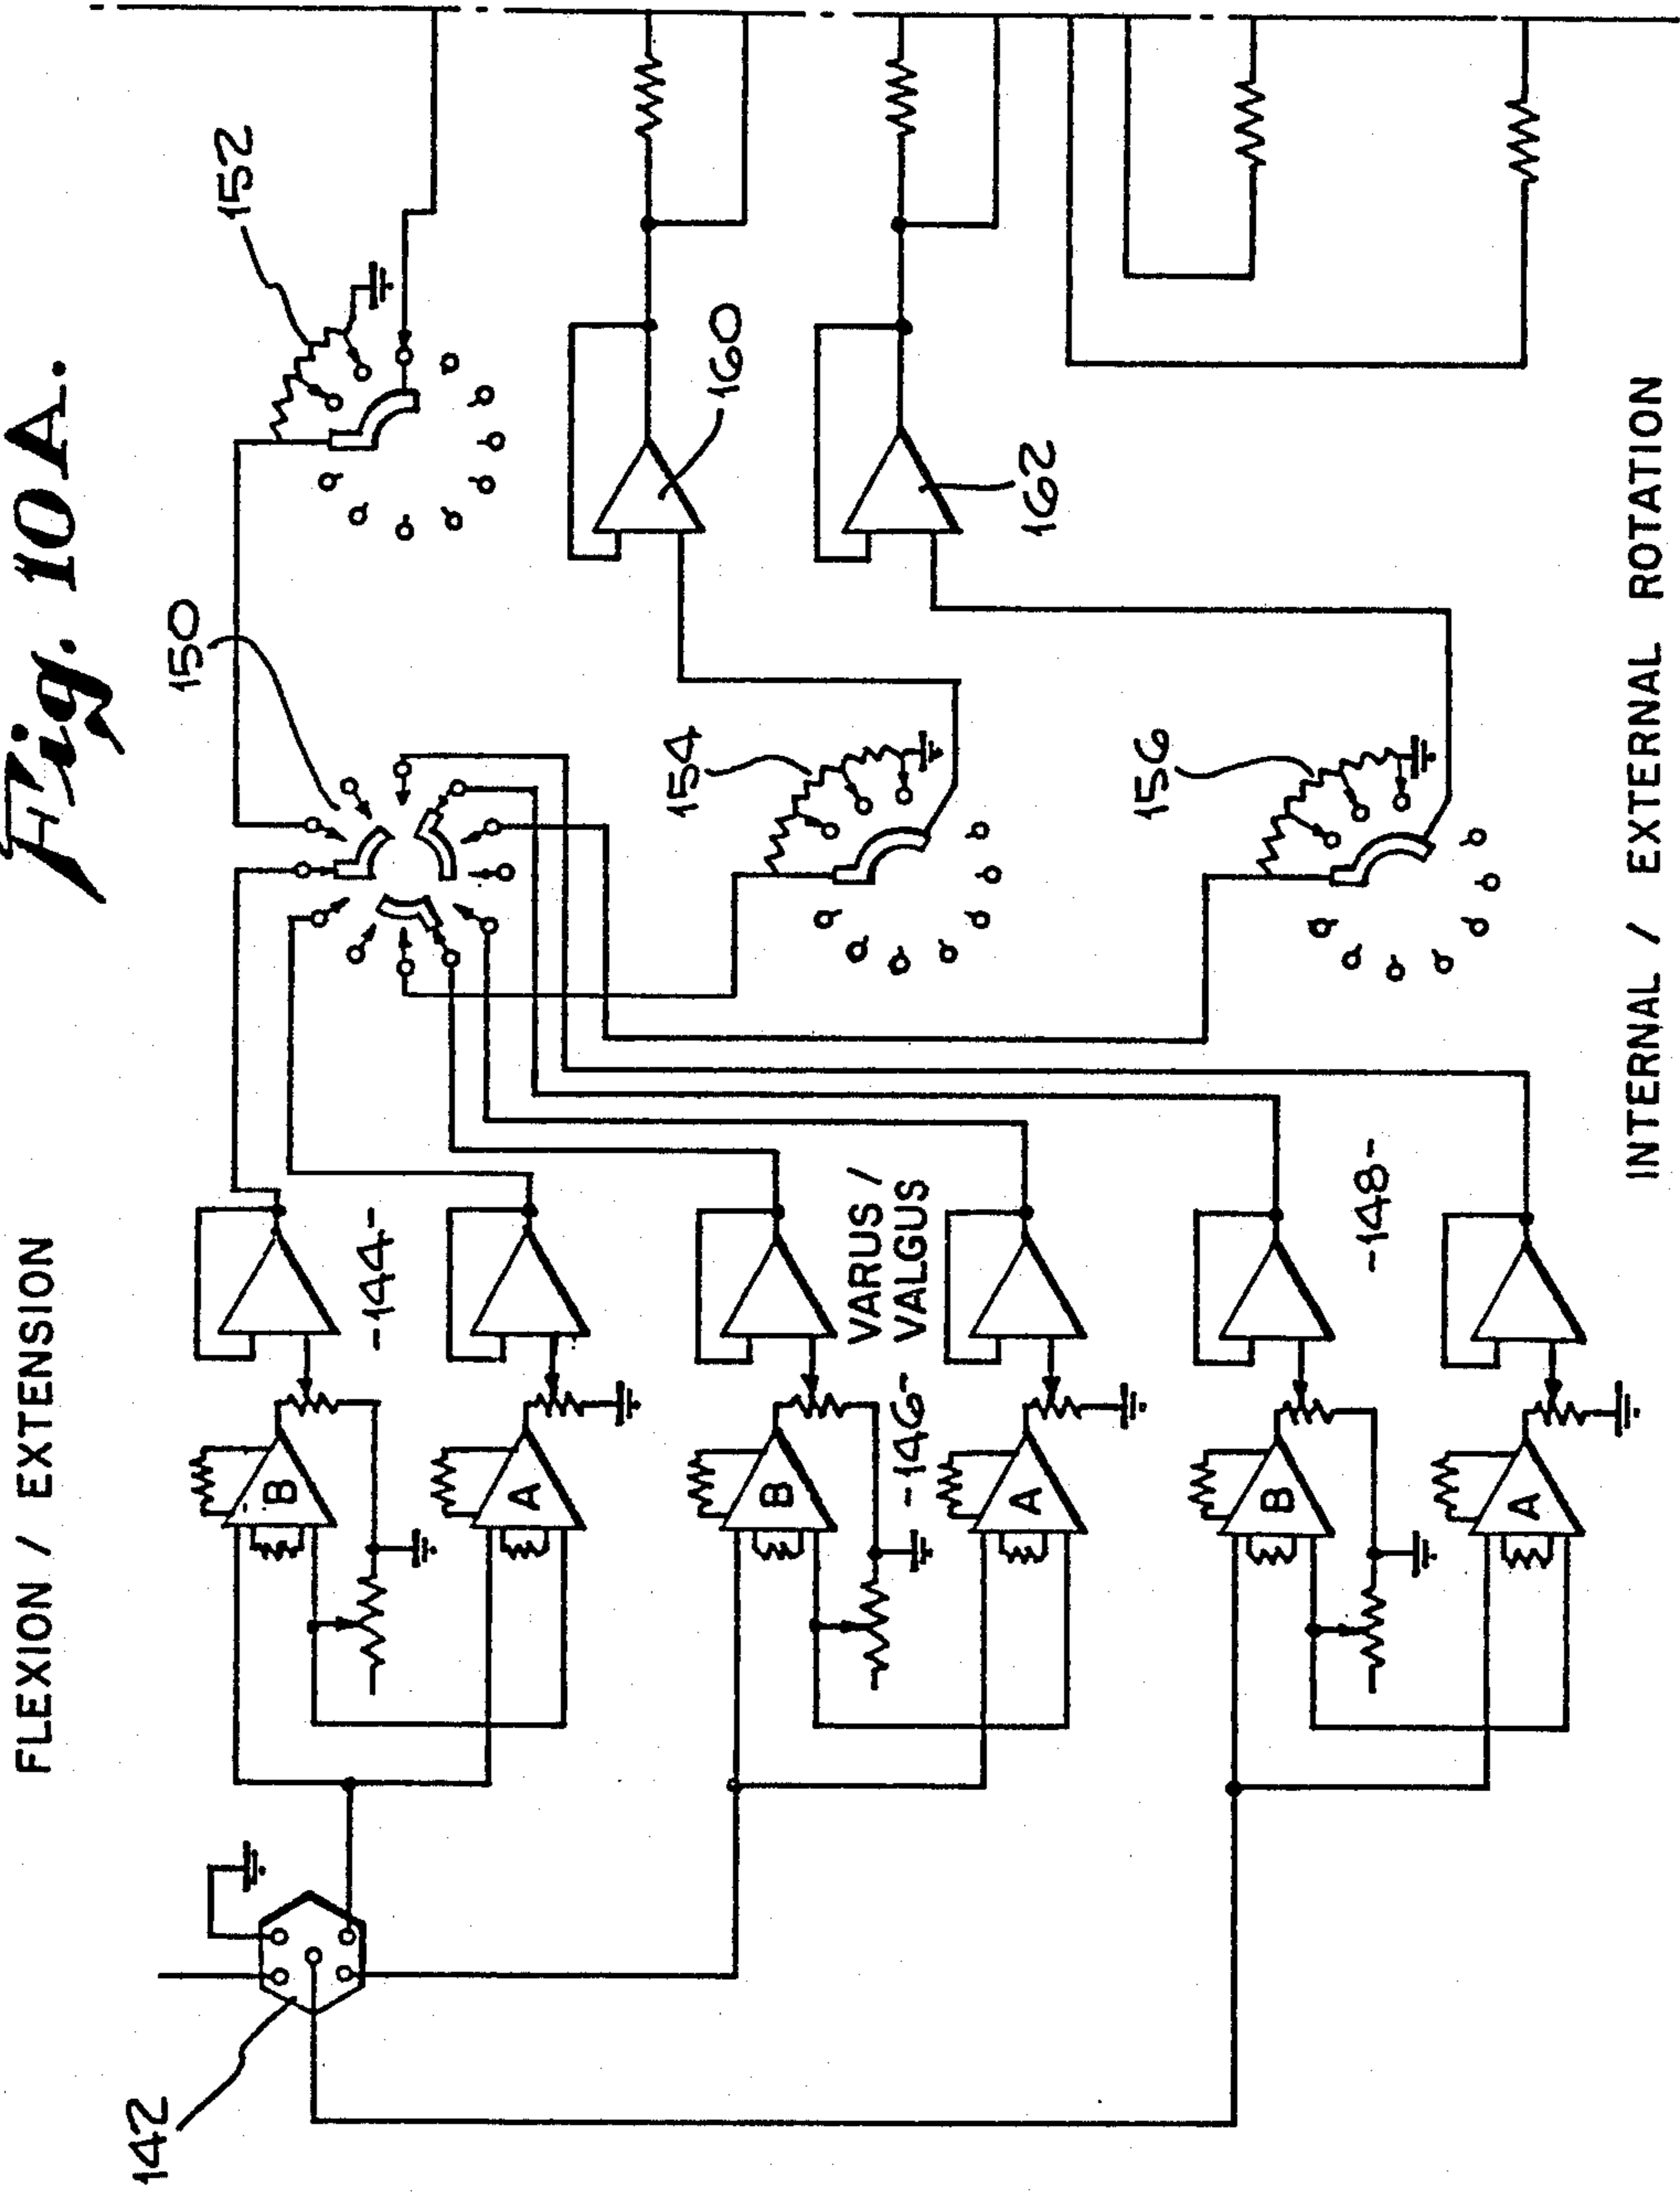 Fig. 10A.
FLEXION / EXTENSION
142
B
A
-144-
150
152
B
A
-146-
VARUS /
VALGUS
154
160
162
B
A
-148-
156
INTERNAL / EXTERNAL ROTATION